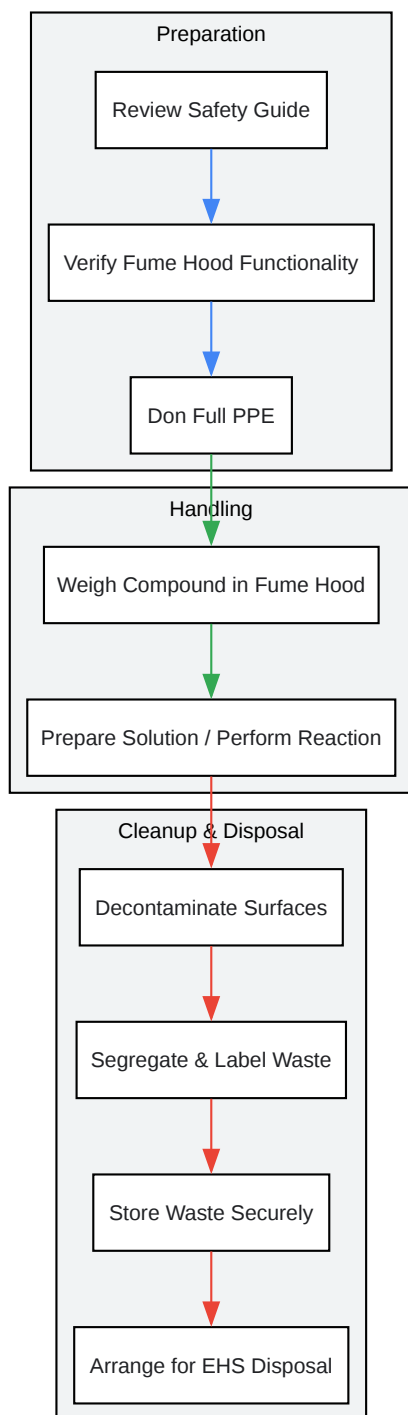 Preparation
Review Safety Guide
Verify Fume Hood Functionality
Don Full PPE
Handling
Weigh Compound in Fume Hood
Prepare Solution / Perform Reaction
Cleanup & Disposal
Decontaminate Surfaces
Segregate & Label Waste
Store Waste Securely
Arrange for EHS Disposal